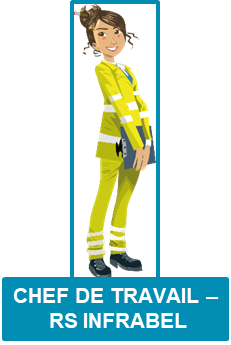 CHEF DE TRAVAIL –
RS INFRABEL